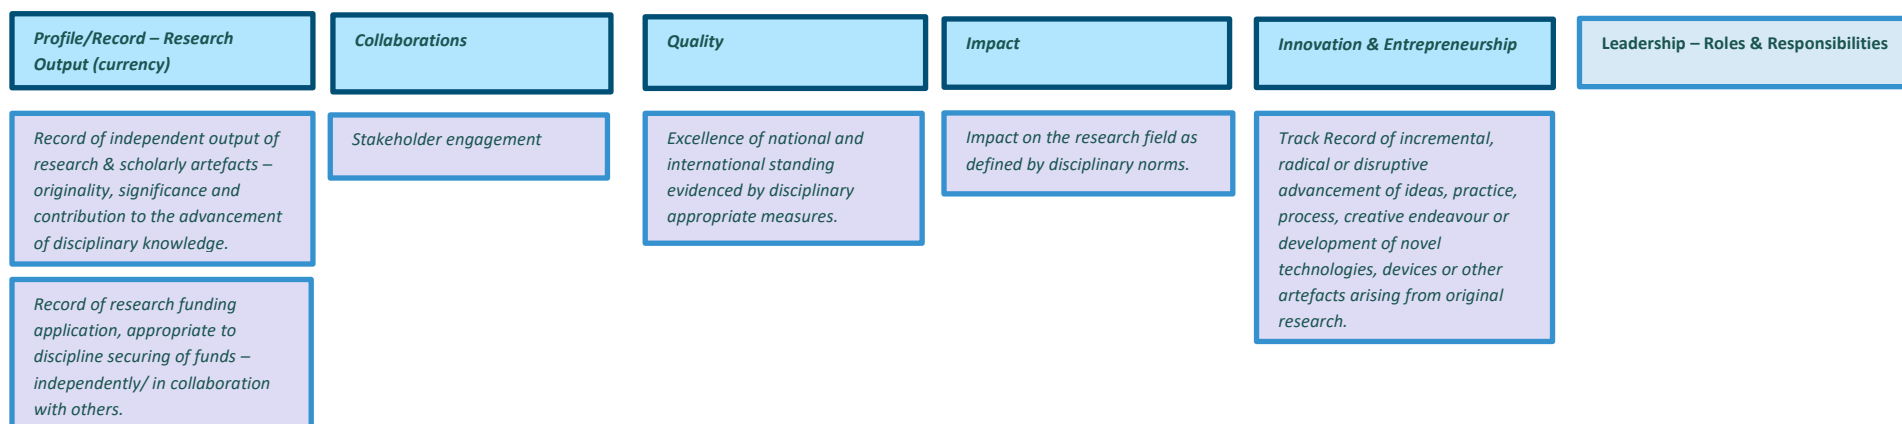 Profile/Record – Research
Output (currency)
Collaborations
Quality
Impact
Innovation & Entrepreneurship
Leadership – Roles & Responsibilities
Record of independent output of
research & scholarly artefacts –
originality, significance and
contribution to the advancement
of disciplinary knowledge.
Stakeholder engagement
Excellence of national and
international standing
evidenced by disciplinary
appropriate measures.
Impact on the research field as
defined by disciplinary norms.
Track Record of incremental,
radical or disruptive
advancement of ideas, practice,
process, creative endeavour or
development of novel
technologies, devices or other
artefacts arising from original
research.
Record of research funding
application, appropriate to
discipline securing of funds –
independently/ in collaboration
with others.